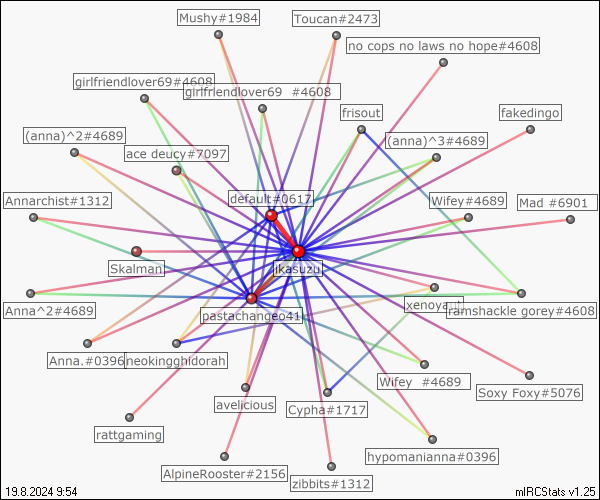 Mushy#1984
Toucan#2473
no cops no laws no hope#4608
girlfriendlover69#4608
girlfriendlover69 #4608
frisout
fakedingo
(anna)^2#4689
ace deucy#7097
(anna)^3#4689
default#0617
Annarchist#1312
Wifey#4689
Mad #6901
Skalman
jikasuzu
Anna^2#4689
pastachangeo41
ramshackle gorey#4608
Anna.#0396
neokingghidorah
Wifey #4689
Soxy Foxy#5076
avelicious
Cypha#1717
rattgaming
hypomanianna#0396
AlpineRooster#2156
zibbits#1312
19.8.2024 9:54
mIRCStats v1.25